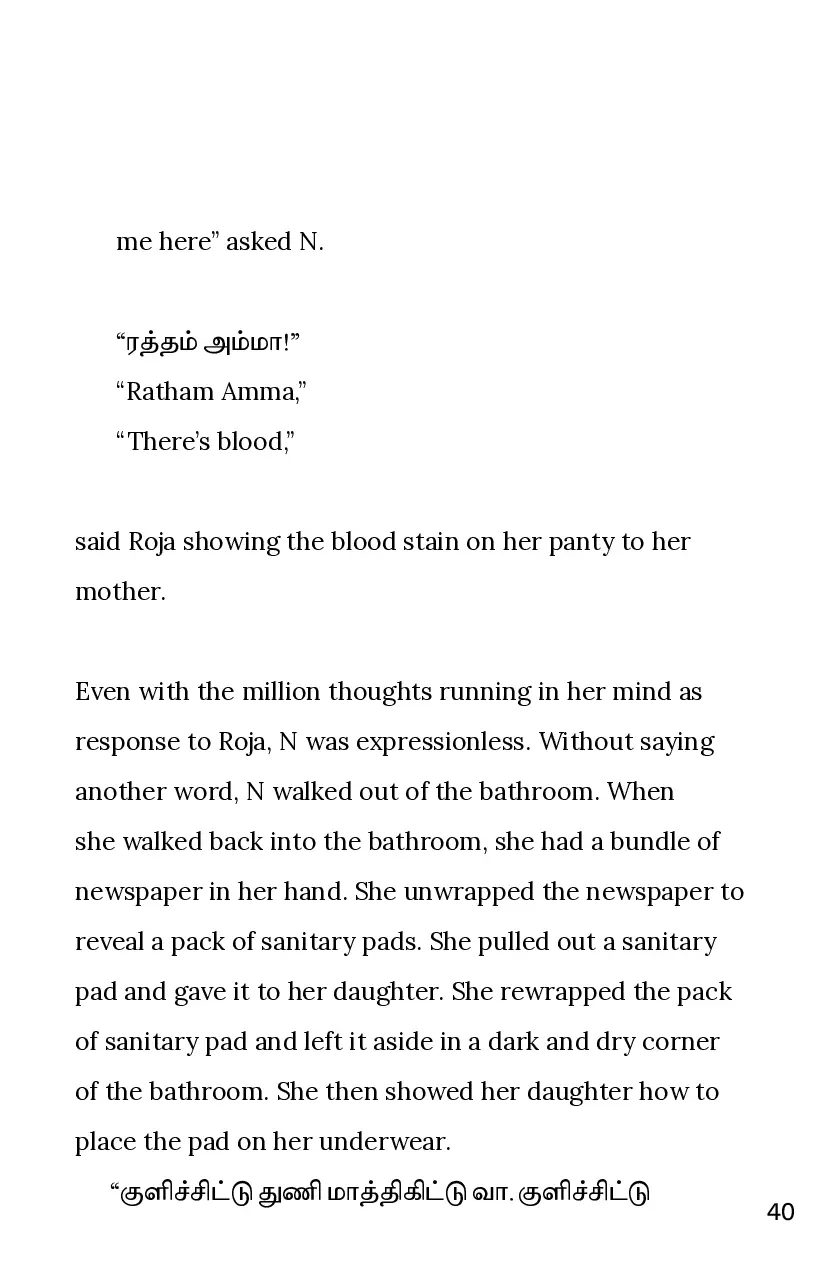 me here” asked N.
“ரத்தம் அம்மா!”
“Ratham Amma,”
“There’s blood,”
said Roja showing the blood stain on her panty to her
mother.
Even with the million thoughts running in her mind as
response to Roja, N was expressionless. Without saying
another word, N walked out of the bathroom. When
she walked back into the bathroom, she had a bundle of
newspaper in her hand. She unwrapped the newspaper to
reveal a pack of sanitary pads. She pulled out a sanitary
pad and gave it to her daughter. She rewrapped the pack
of sanitary pad and left it aside in a dark and dry corner
of the bathroom. She then showed her daughter how to
place the pad on her underwear.
“குளிச்சிட்டு துணி மாத்திகிட்டு வா. குளிச்சிட்டு
40